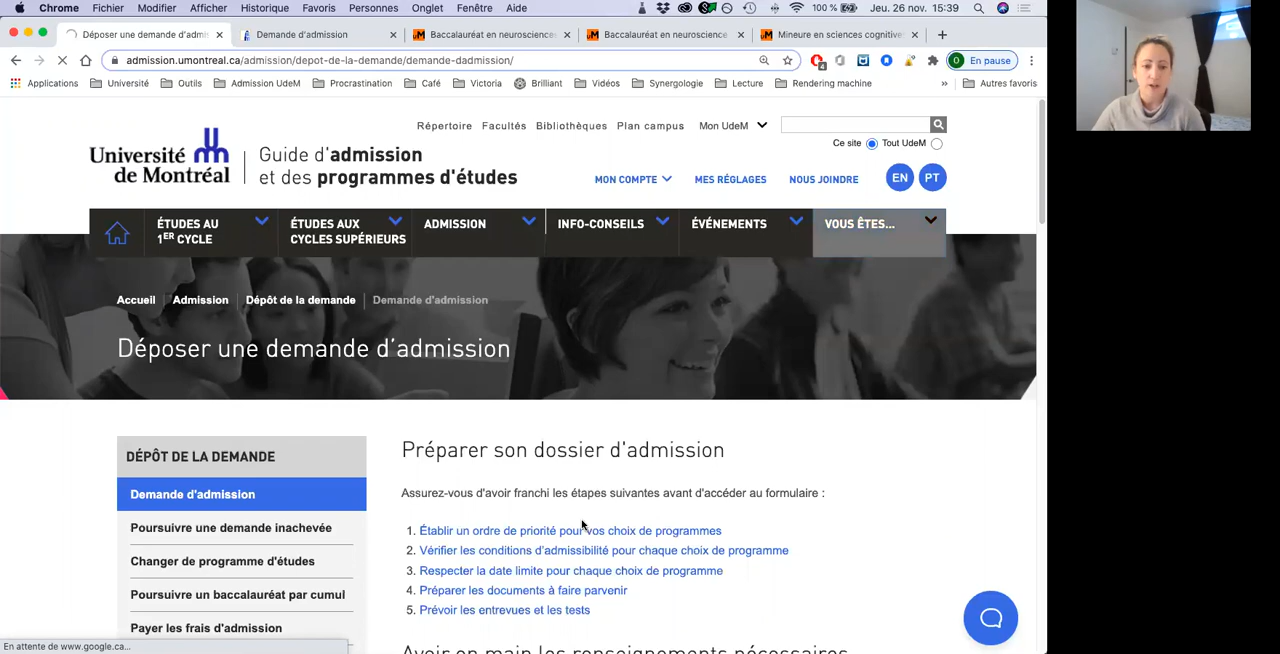 Chrome Fichier Modifier Afficher Historique Favoris Personnes Onglet Fenêtre Aide 100 % Jeu. 26 nov. 15:39
Déposer une demande d'admis Demande d'admission Baccalauréat en neurosciences Baccalauréat en neuroscience Mineure en sciences cognitive
admission.umontreal.ca/admission/depot-de-la-demande/demande-dadmission/ En pause
Applications Université Outils Admission UdeM Procrastination Café Victoria Brilliant Vidéos Synergologie Lecture Rendering machine » Autres favoris
Répertoire Facultés Bibliothèques Plan campus Mon UdeM
Ce site Tout UdeM
Université de Montréal
Guide d'admission
et des programmes d'études
MON COMPTE MES RÉGLAGES NOUS JOINDRE EN PT
ÉTUDES AU 1ER CYCLE
ÉTUDES AUX CYCLES SUPÉRIEURS
ADMISSION
INFO-CONSEILS
ÉVÉNEMENTS
VOUS ÊTES...
Accueil Admission Dépôt de la demande Demande d'admission
Déposer une demande d'admission
DÉPÔT DE LA DEMANDE
Demande d'admission
Poursuivre une demande inachevée
Changer de programme d'études
Poursuivre un baccalauréat par cumul
Payer les frais d'admission
Préparer son dossier d'admission
Assurez-vous d'avoir franchi les étapes suivantes avant d'accéder au formulaire :
1. Établir un ordre de priorité pour vos choix de programmes
2. Vérifier les conditions d'admissibilité pour chaque choix de programme
3. Respecter la date limite pour chaque choix de programme
4. Préparer les documents à faire parvenir
5. Prévoir les entrevues et les tests
Avoir en main les renseignements nécessaires
En attente de www.google.ca...